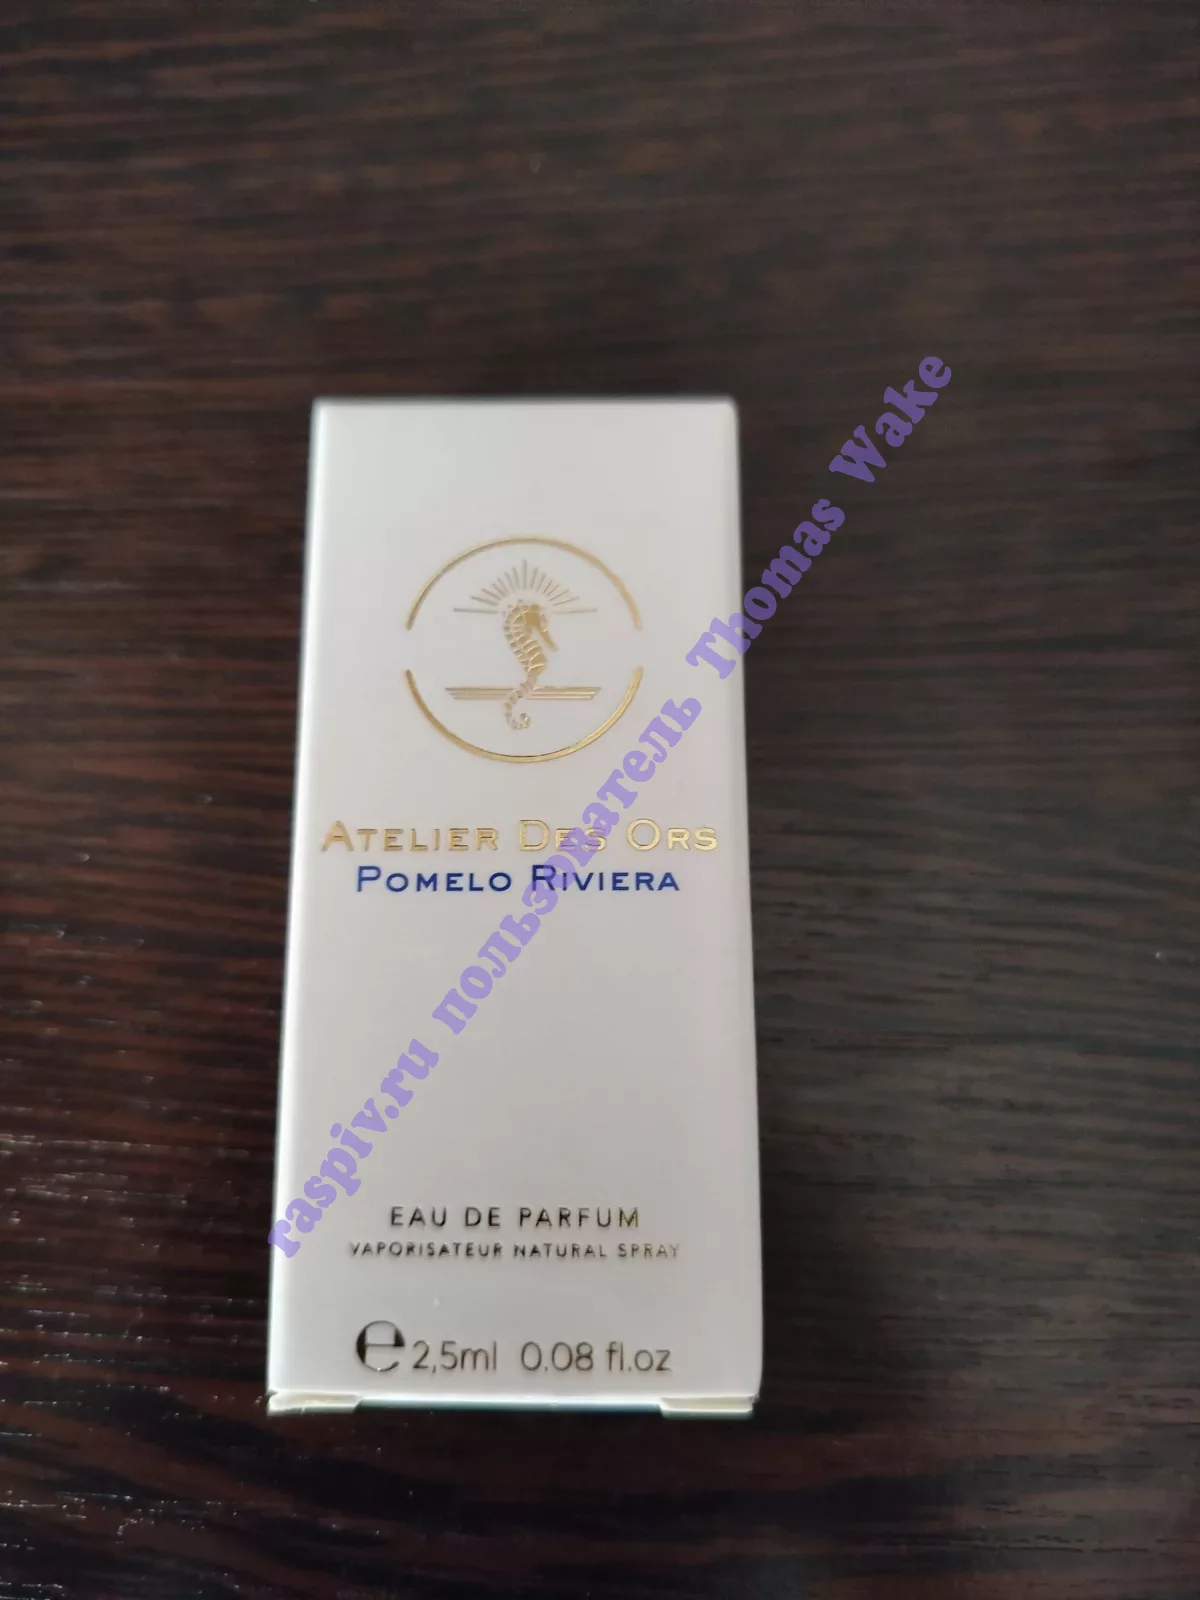 Atelier Des Ors
Pomelo Riviera
EAU DE PARFUM
VAPORISATEUR NATURAL SPRAY
e 2,5ml 0.08 fl.oz
raspiv.ru пользователь Thomas Wake